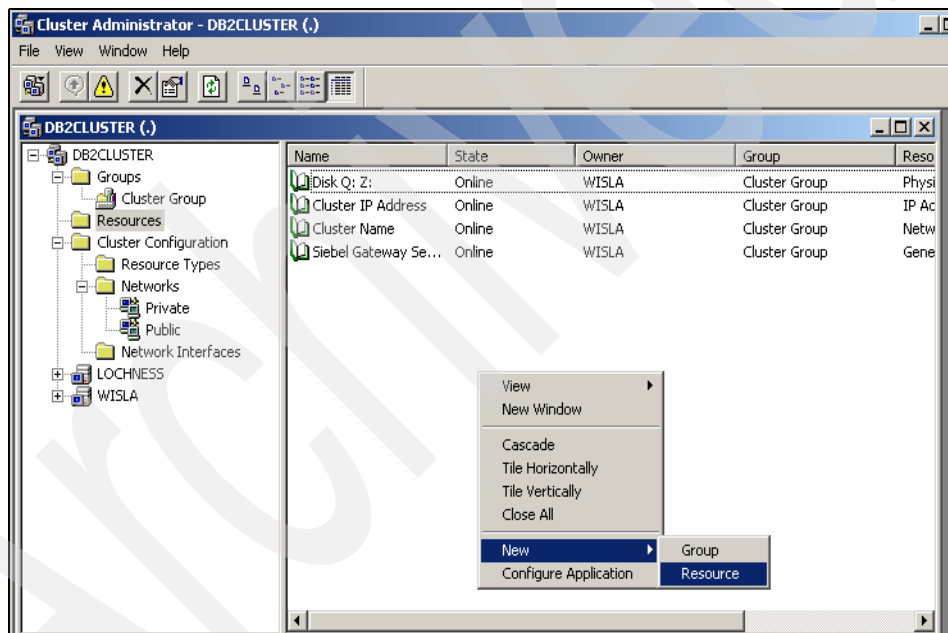 Cluster Administrator - DB2CLUSTER (.)
File View Window Help
DB2CLUSTER (.)
DB2CLUSTER
Groups
Cluster Group
Resources
Cluster Configuration
Resource Types
Networks
Private
Public
Network Interfaces
LOCHNESS
WISLA
Name State Owner Group Reso
Disk Q: Z: Online WISLA Cluster Group Physi
Cluster IP Address Online WISLA Cluster Group IP Ac
Cluster Name Online WISLA Cluster Group Netw
Siebel Gateway Se... Online WISLA Cluster Group Gene
View
New Window
Cascade
Tile Horizontally
Tile Vertically
Close All
New
Configure Application
Group
Resource